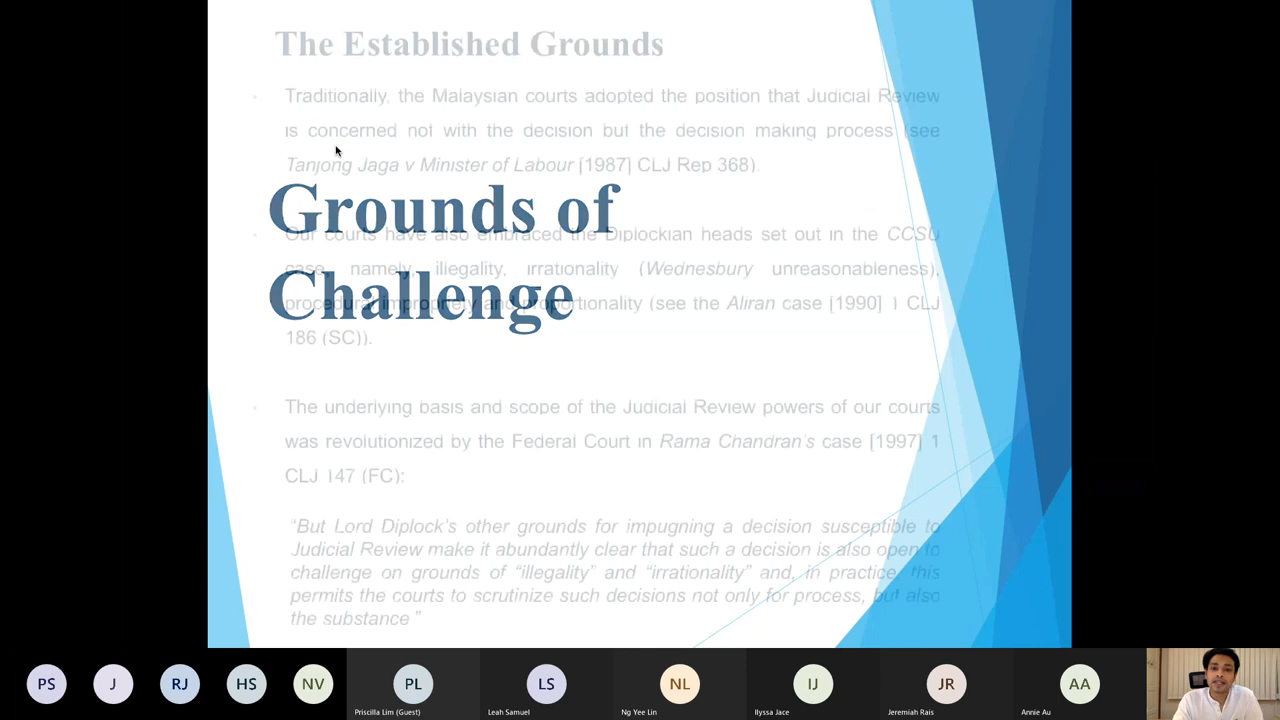 The Established Grounds
Traditionally, the Malaysian courts adopted the position that Judicial Review
is concerned not with the decision but the decision making process (see
Tanjong Jaga v Minister of Labour [1987] CLJ Rep 368).
Grounds of
Our courts have also embraced the Diplockian heads set out in the CCSU
case, namely, illegality, irrationality (Wednesbury unreasonableness),
Challenge
procedural impropriety and proportionality (see the Aliran case [1990] 1 CLJ
186 (SC)).
The underlying basis and scope of the Judicial Review powers of our courts
was revolutionized by the Federal Court in Rama Chandran's case [1997] 1
CLJ 147 (FC):
"But Lord Diplock's other grounds for impugning a decision susceptible to
Judicial Review make it abundantly clear that such a decision is also open to
challenge on grounds of "illegality" and "irrationality" and, in practice, this
permits the courts to scrutinize such decisions not only for process, but also
the substance"
PS J RJ HS NV PL LS NL IJ JR AA
Priscilla Lim (Guest) Leah Samuel Ng Yee Lin Ilyssa Jace Jeremiah Rais Annie Au